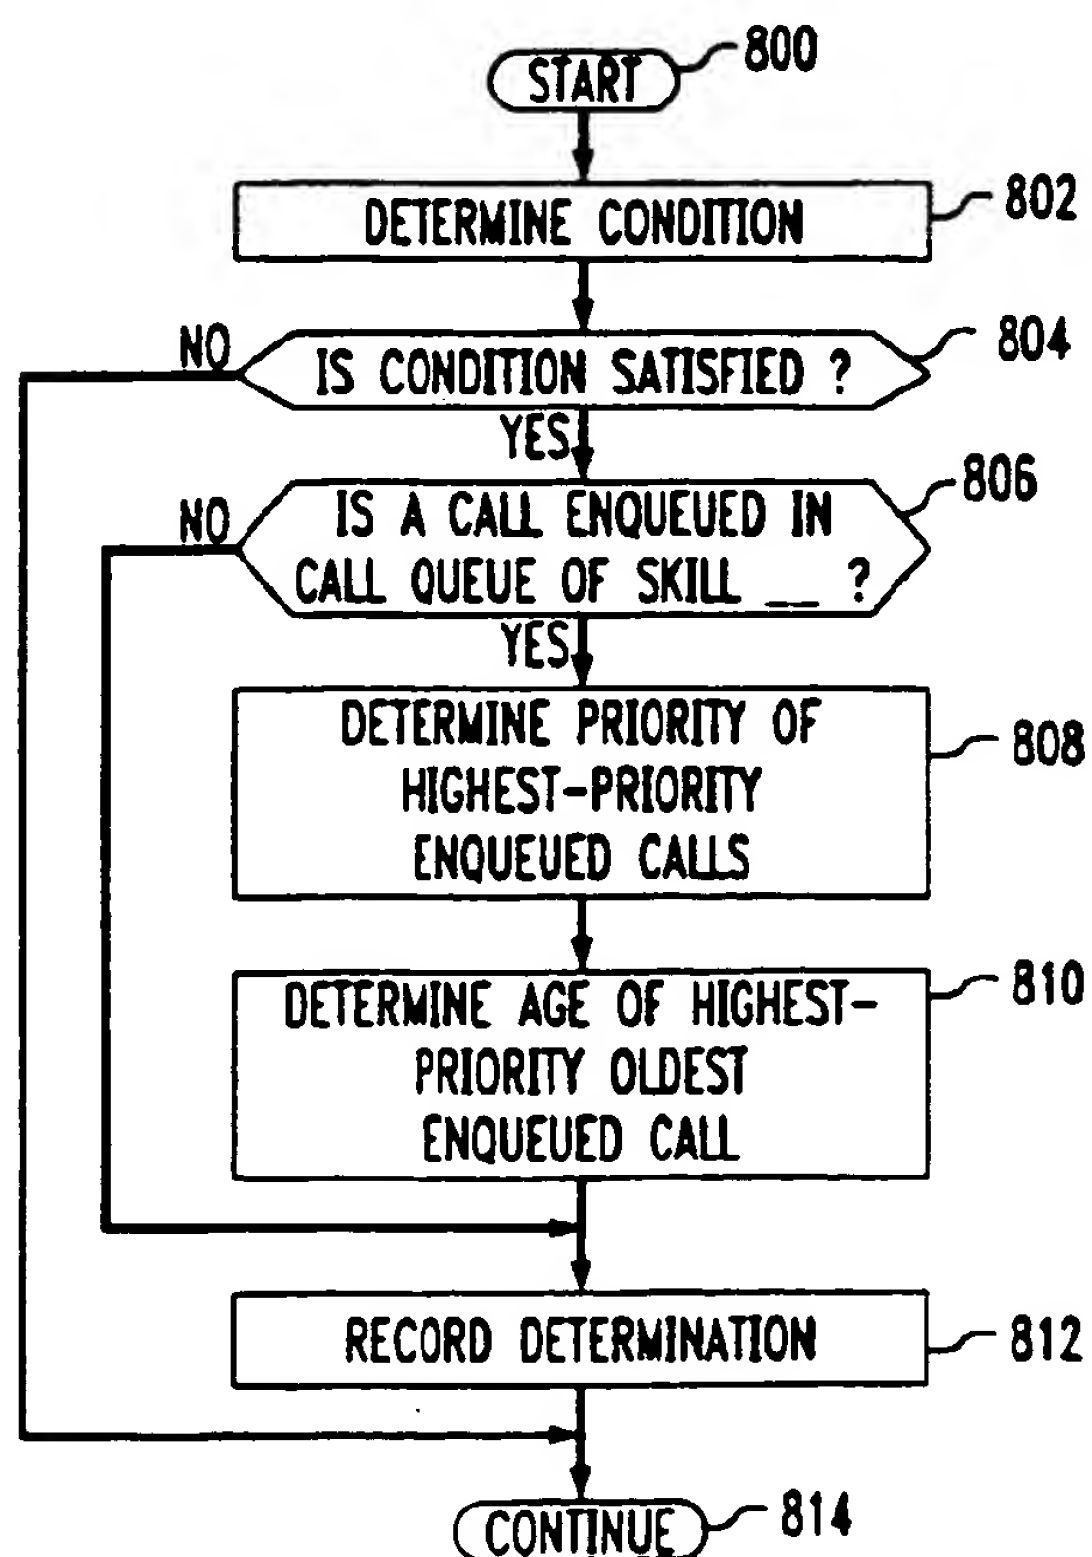 START
800
DETERMINE CONDITION
802
NO
IS CONDITION SATISFIED ?
804
YES
NO
IS A CALL ENQUEUED IN
CALL QUEUE OF SKILL __ ?
806
YES
DETERMINE PRIORITY OF
HIGHEST-PRIORITY
ENQUEUED CALLS
808
DETERMINE AGE OF HIGHEST-
PRIORITY OLDEST
ENQUEUED CALL
810
RECORD DETERMINATION
812
CONTINUE
814